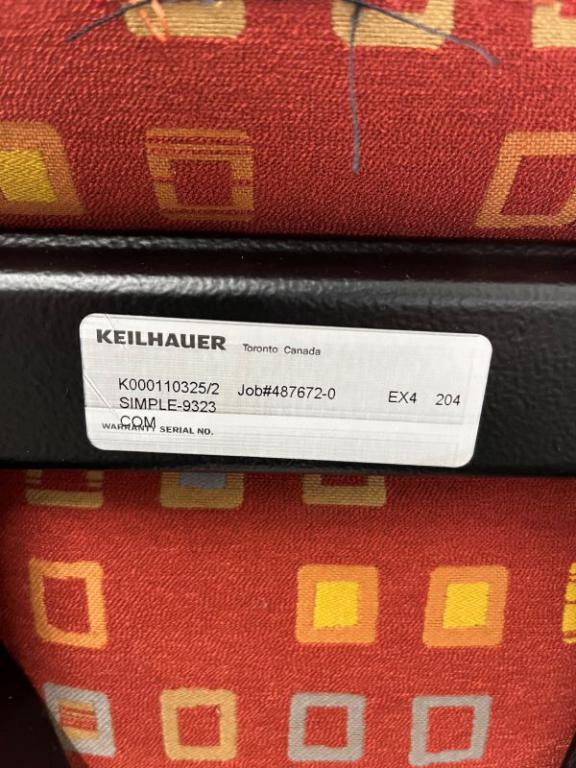 KEILHAUER Toronto Canada
K000110325/2 Job#487672-0 EX4 204
SIMPLE-9323
COM
WARRANTY SERIAL NO.